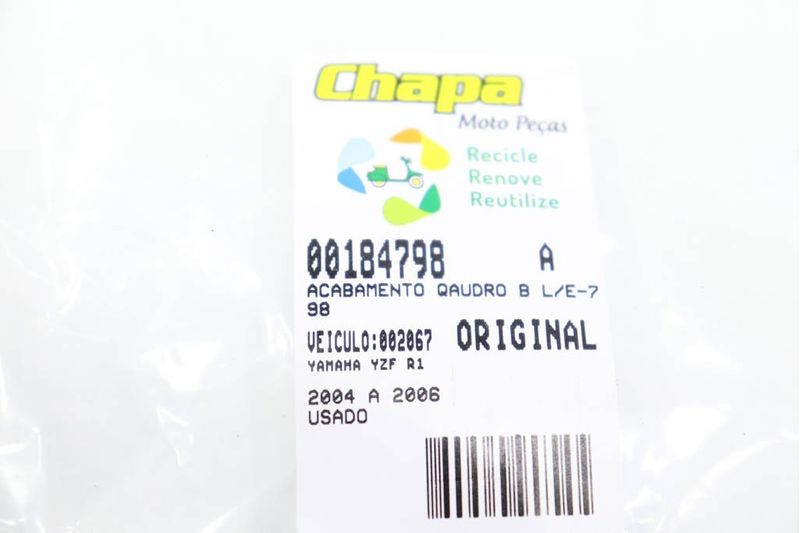 Chapa
Moto Peças
Recicle
Renove
Reutilize
00184798 A
ACABAMENTO QAUDRO B L/E-7
98
VEICULO:002067 ORIGINAL
YAMAHA YZF R1
2004 A 2006
USADO